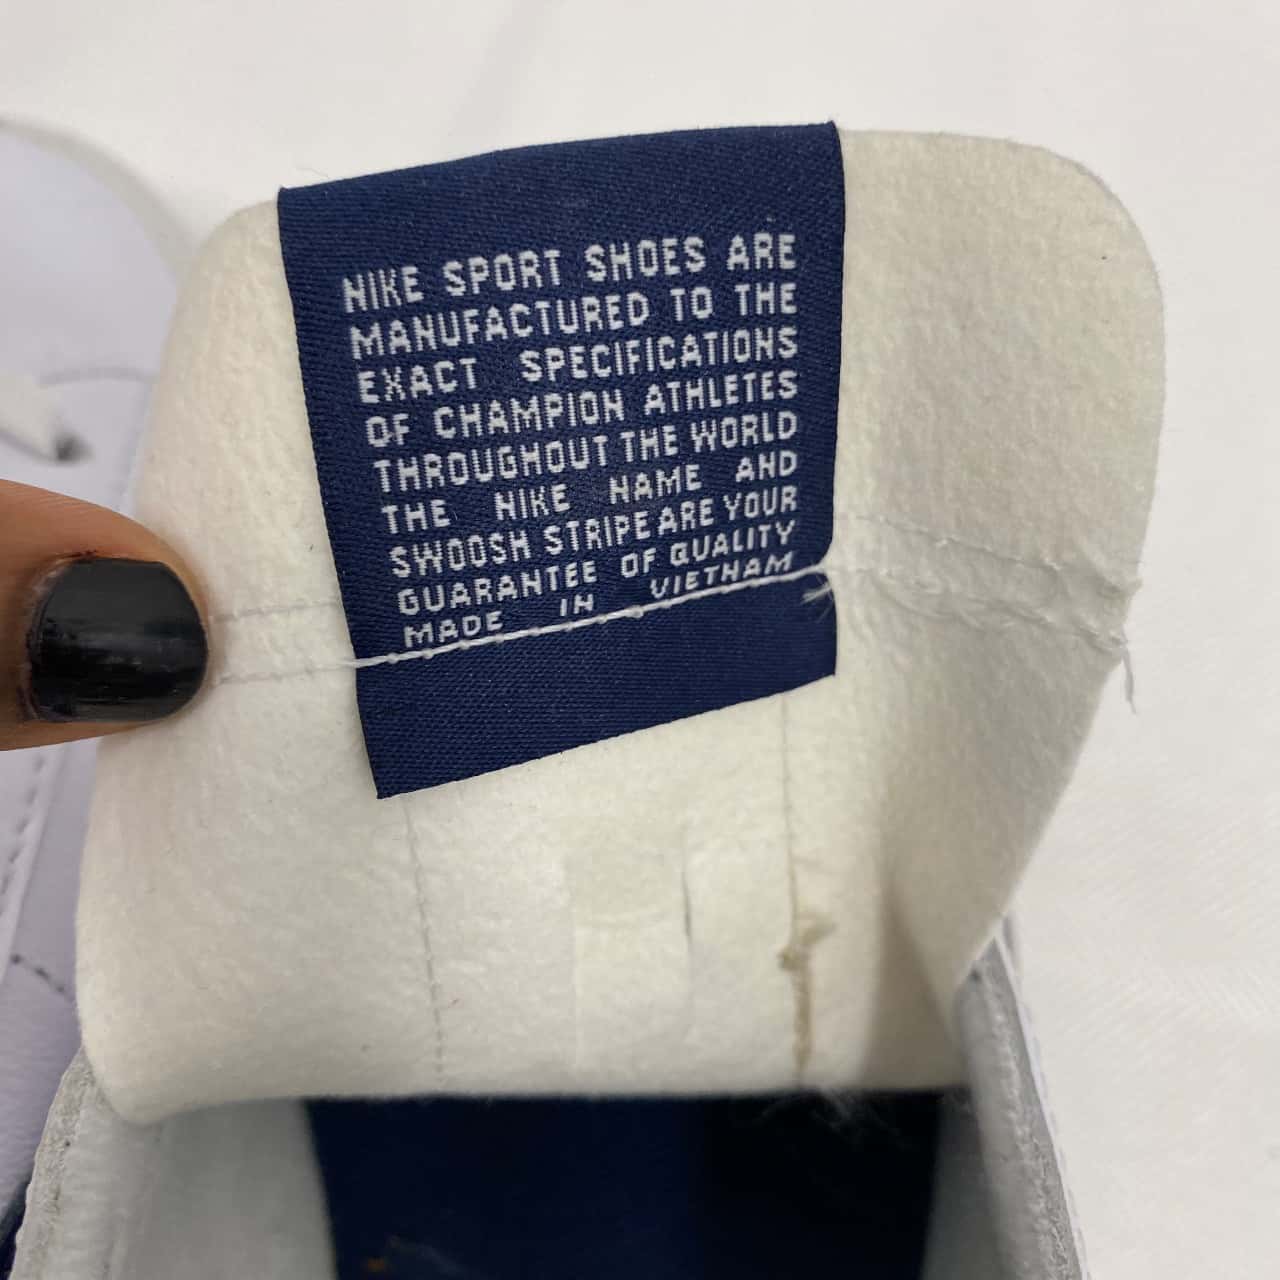 NIKE SPORT SHOES ARE
MANUFACTURED TO THE
EXACT SPECIFICATIONS
OF CHAMPION ATHLETES
THROUGHOUT THE WORLD
THE NIKE NAME AND
SWOOSH STRIPE ARE YOUR
GUARANTEE OF QUALITY
MADE IN VIETNAM